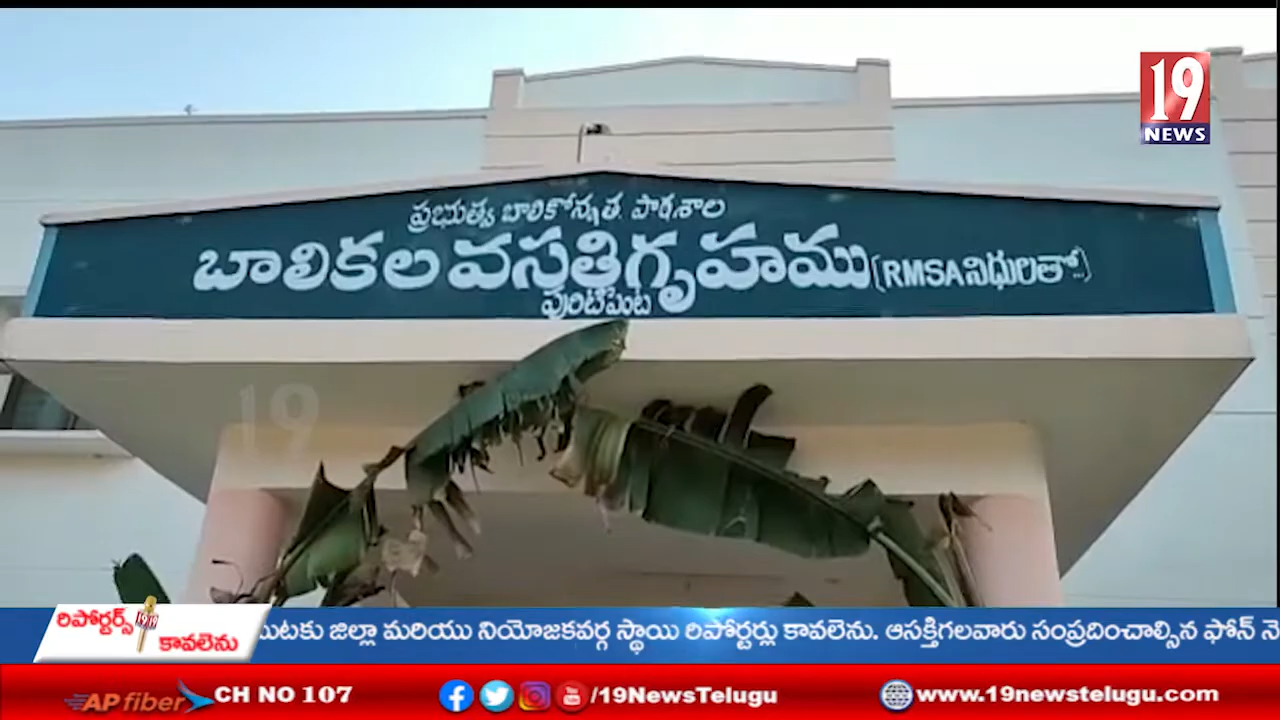 19
NEWS
ప్రభుత్వ బాలికోన్నత. పాఠశాల
బాలికల వసతిగృహము (RMSA నిధులతో..)
పురిటిపెంట
19
రిపోర్టర్స్
కావలెను
జిల్లా మరియు నియోజకవర్గ స్థాయి రిపోర్టర్లు కావలెను. ఆసక్తిగలవారు సంప్రదించాల్సిన ఫోన్
AP fiber CH NO 107
/19NewsTelugu
www.19newstelugu.com